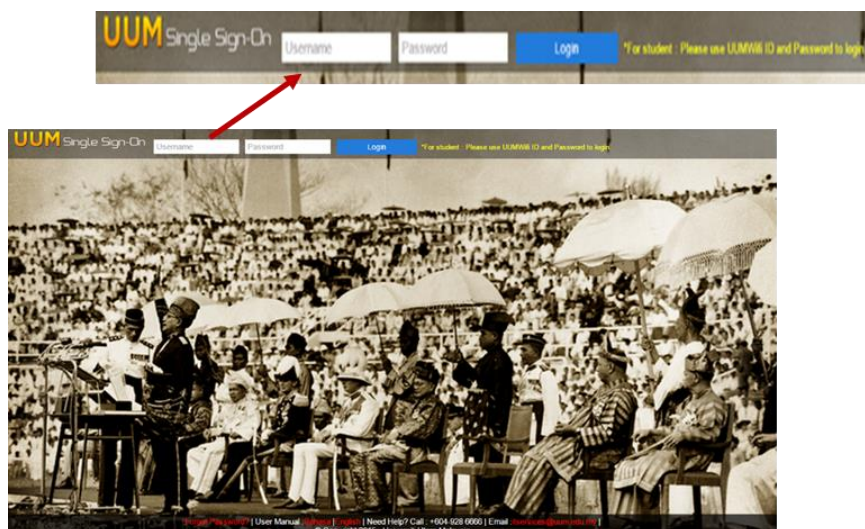 UUM Single Sign-On Username Password Login *For student : Please use UUMWifi ID and Password to login
UUM Single Sign-On Username Password Login *For student : Please use UUMWifi ID and Password to login
Forgot Password? | User Manual : | English | Need Help? Call : +604-928 6666 | Email :